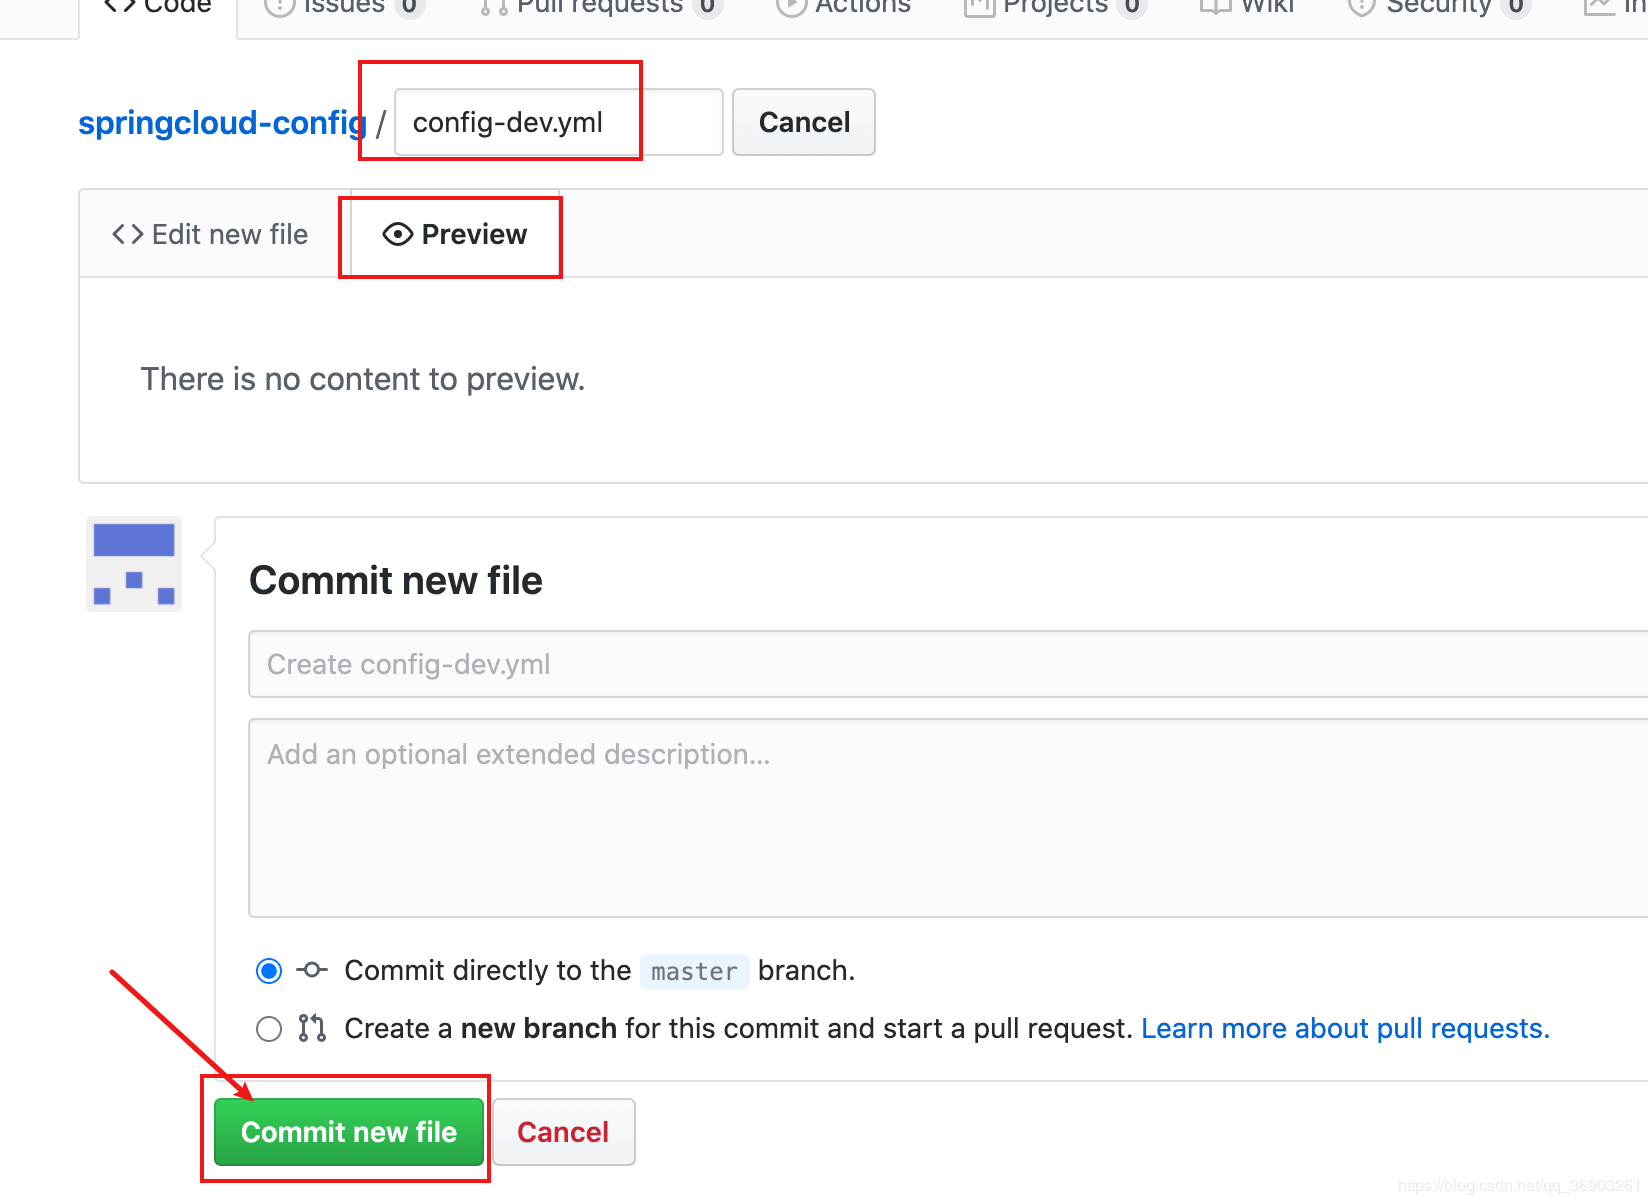 Code Issues 0 Pull requests 0 Actions Projects 0 Wiki Security 0
springcloud-config / config-dev.yml Cancel
Edit new file Preview
There is no content to preview.
Commit new file
Create config-dev.yml
Add an optional extended description...
Commit directly to the master branch.
Create a new branch for this commit and start a pull request. Learn more about pull requests.
Commit new file Cancel
https://blog.csdn.net/qq_36903261